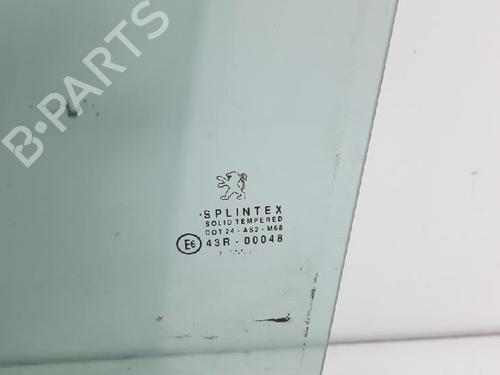 B-PARTS
SPLINTEX
SOLID TEMPERED
DOT 24 - AS2 - M68
E6 43R - 00048